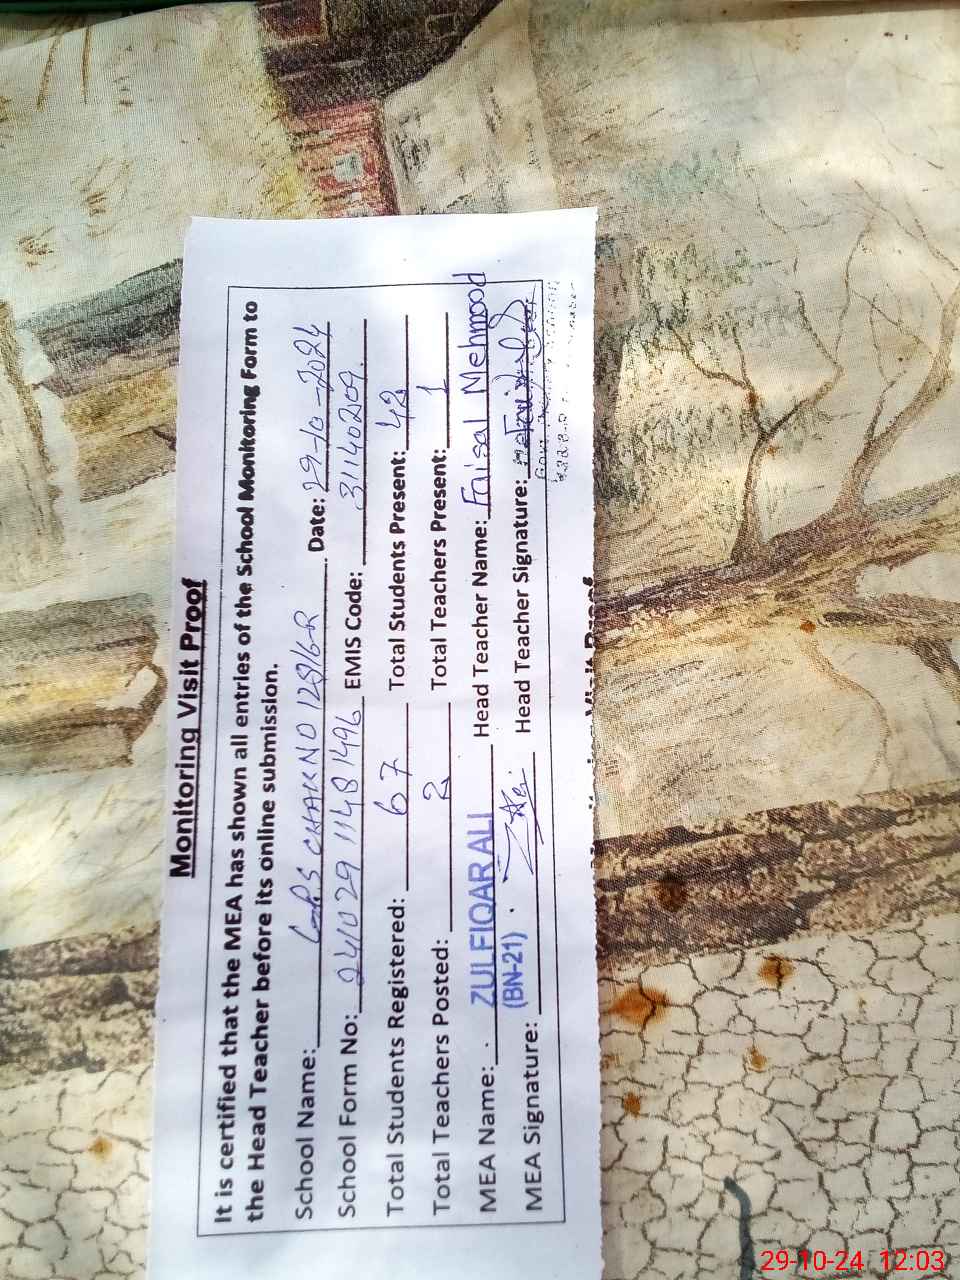 Monitoring Visit Proof
It is certified that the MEA has shown all entries of the School Monitoring Form to
the Head Teacher before its online submission.
School Name: GPS CHAK NO 129/6-R Date: 29-10-2024
School Form No: 24102911481496 EMIS Code: 31140209
Total Students Registered: 67 Total Students Present: 42
Total Teachers Posted: 2 Total Teachers Present: 1
MEA Name: ZULFIQAR ALI Head Teacher Name: Faisal Mehmood
(BN-21)
MEA Signature: Head Teacher Signature:
Visit Proof
29-10-24 12:03